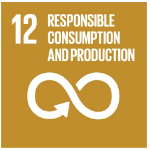 12 RESPONSIBLE
CONSUMPTION
AND PRODUCTION